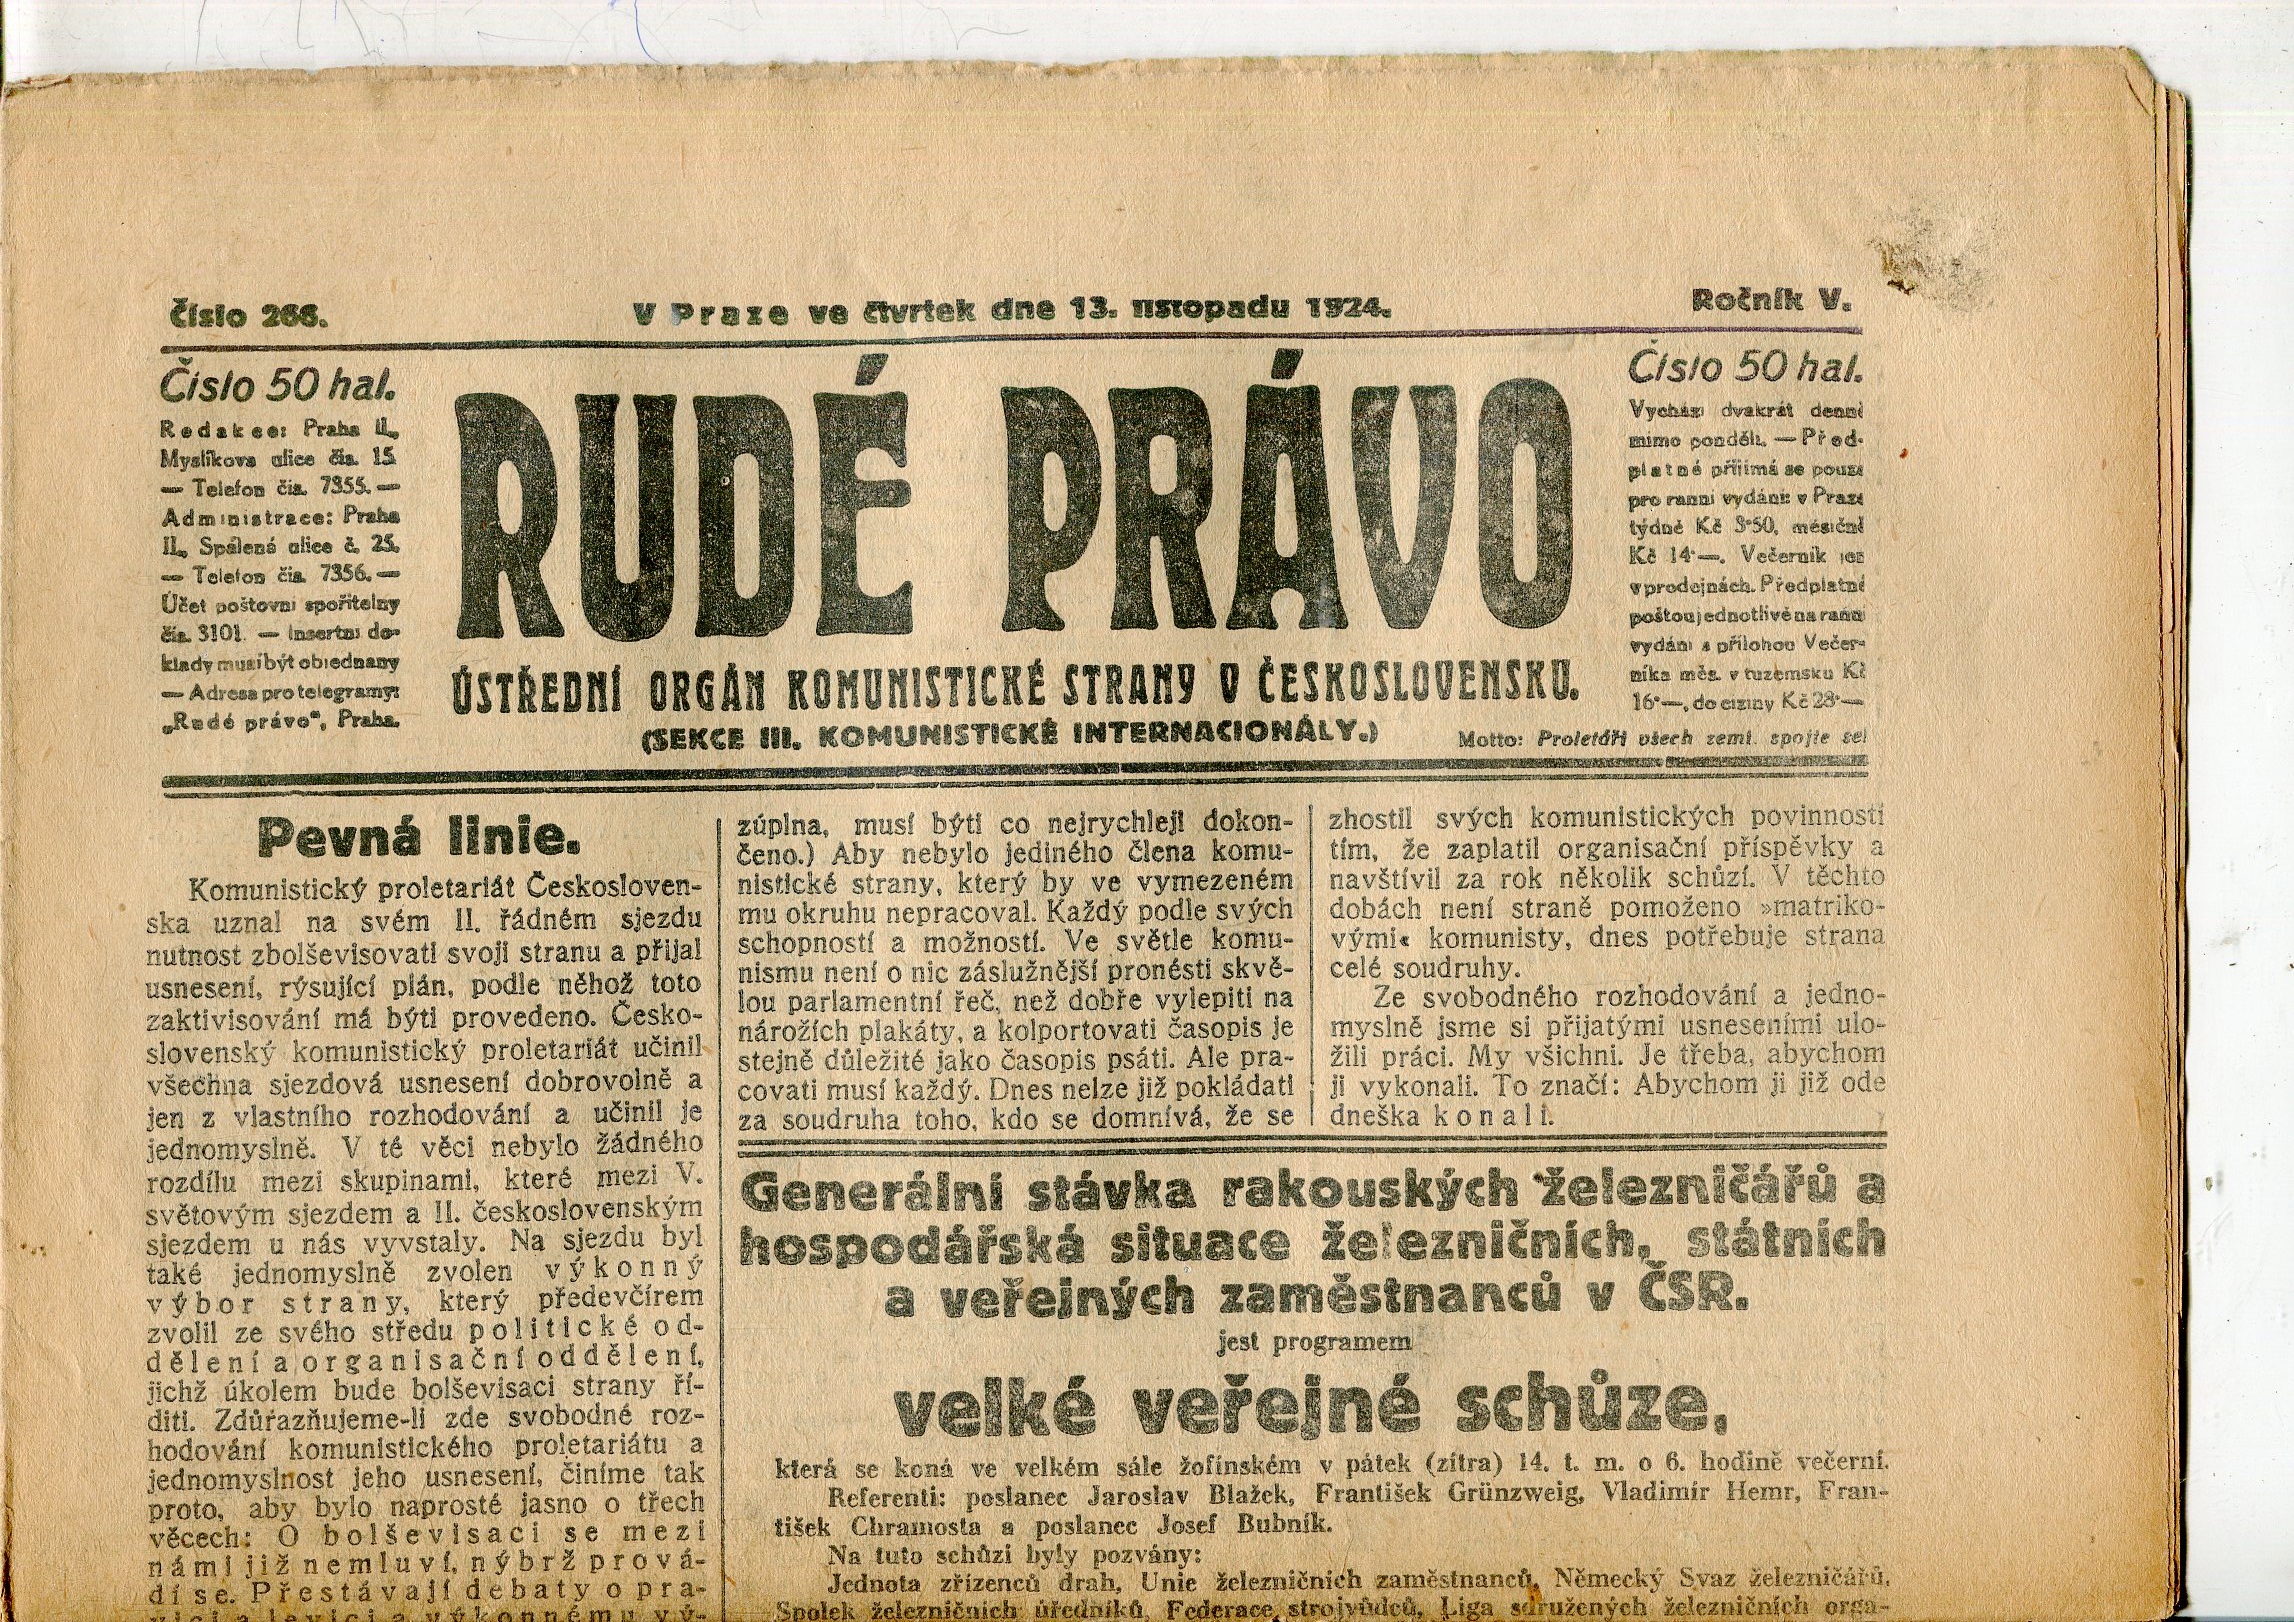 Číslo 266.
V Praze ve čtvrtek dne 13. listopadu 1924.
Ročník V.
Číslo 50 hal.
Redakce: Praha II.,
Myslíkova ulice čís. 15.
— Telefon čís. 7355. —
Administrace: Praha
II., Spálená ulice č. 25.
— Telefon čís. 7356. —
Účet poštovní spořitelny
čís. 3101. — Insertní do-
klady musí být objednány
— Adresa pro telegramy:
„Rudé právo“, Praha.
RUDÉ PRÁVO
ÚSTŘEDNÍ ORGÁN KOMUNISTICKÉ STRANY V ČESKOSLOVENSKU.
(SEKCE III. KOMUNISTICKÉ INTERNACIONÁLY.)
Číslo 50 hal.
Vychází dvakrát denně
mimo pondělí. — Před-
platné přijímá se pouze
pro ranní vydání: v Praze
týdně Kč 3·50, měsíčně
Kč 14·—. Večerník jen
v prodejnách. Předplatné
poštou jednotlivě na ranní
vydání s přílohou Večer-
níka měs. v tuzemsku Kč
16·—, do ciziny Kč 28·—
Motto: Proletáři všech zemí, spojte se!
Pevná linie.
Komunistický proletariát Českosloven-
ska uznal na svém II. řádném sjezdu
nutnost zbolševisovati svoji stranu a přijal
usnesení, rýsující plán, podle něhož toto
zaktivisování má býti provedeno. Česko-
slovenský komunistický proletariát učinil
všechna sjezdová usnesení dobrovolně a
jen z vlastního rozhodování a učinil je
jednomyslně. V té věci nebylo žádného
rozdílu mezi skupinami, které mezi V.
světovým sjezdem a II. československým
sjezdem u nás vyvstaly. Na sjezdu byl
také jednomyslně zvolen výkonný
výbor strany, který předevčírem
zvolil ze svého středu politické od-
dělení a organisační oddělení,
jichž úkolem bude bolševisaci strany ří-
diti. Zdůrazňujeme-li zde svobodné roz-
hodování komunistického proletariátu a
jednomyslnost jeho usnesení, činíme tak
proto, aby bylo naprosté jasno o třech
věcech: O bolševisaci se mezi
námi již nemluví, nýbrž prová-
dí se. Přestávají debaty o pra-
vici a levici a výkonnému vý-
zúplna, musí býti co nejrychleji dokon-
čeno.) Aby nebylo jediného člena komu-
nistické strany, který by ve vymezeném
mu okruhu nepracoval. Každý podle svých
schopností a možností. Ve světle komu-
nismu není o nic záslužnější pronésti skvě-
lou parlamentní řeč, než dobře vylepiti na
nárožích plakáty, a kolportovati časopis je
stejně důležité jako časopis psáti. Ale pra-
covati musí každý. Dnes nelze již pokládati
za soudruha toho, kdo se domnívá, že se
zhostil svých komunistických povinností
tím, že zaplatil organisační příspěvky a
navštívil za rok několik schůzí. V těchto
dobách není straně pomoženo »matriko-
vými« komunisty, dnes potřebuje strana
celé soudruhy.
Ze svobodného rozhodování a jedno-
myslně jsme si přijatými usneseními ulo-
žili práci. My všichni. Je třeba, abychom
ji vykonali. To značí: Abychom ji již ode
dneška konali.
Generální stávka rakouských železničářů a
hospodářská situace železničních, státních
a veřejných zaměstnanců v ČSR.
jest programem
velké veřejné schůze,
která se koná ve velkém sále žofínském v pátek (zítra) 14. t. m. o 6. hodině večerní.
Referenti: poslanec Jaroslav Blažek, František Grünzweig, Vladimír Hemr, Fran-
tišek Chramosta a poslanec Josef Bubník.
Na tuto schůzi byly pozvány:
Jednota zřízenců drah, Unie železničních zaměstnanců, Německý Svaz železničářů,
Spolek železničních úředníků, Federace strojvůdců, Liga sdružených železničních orga-